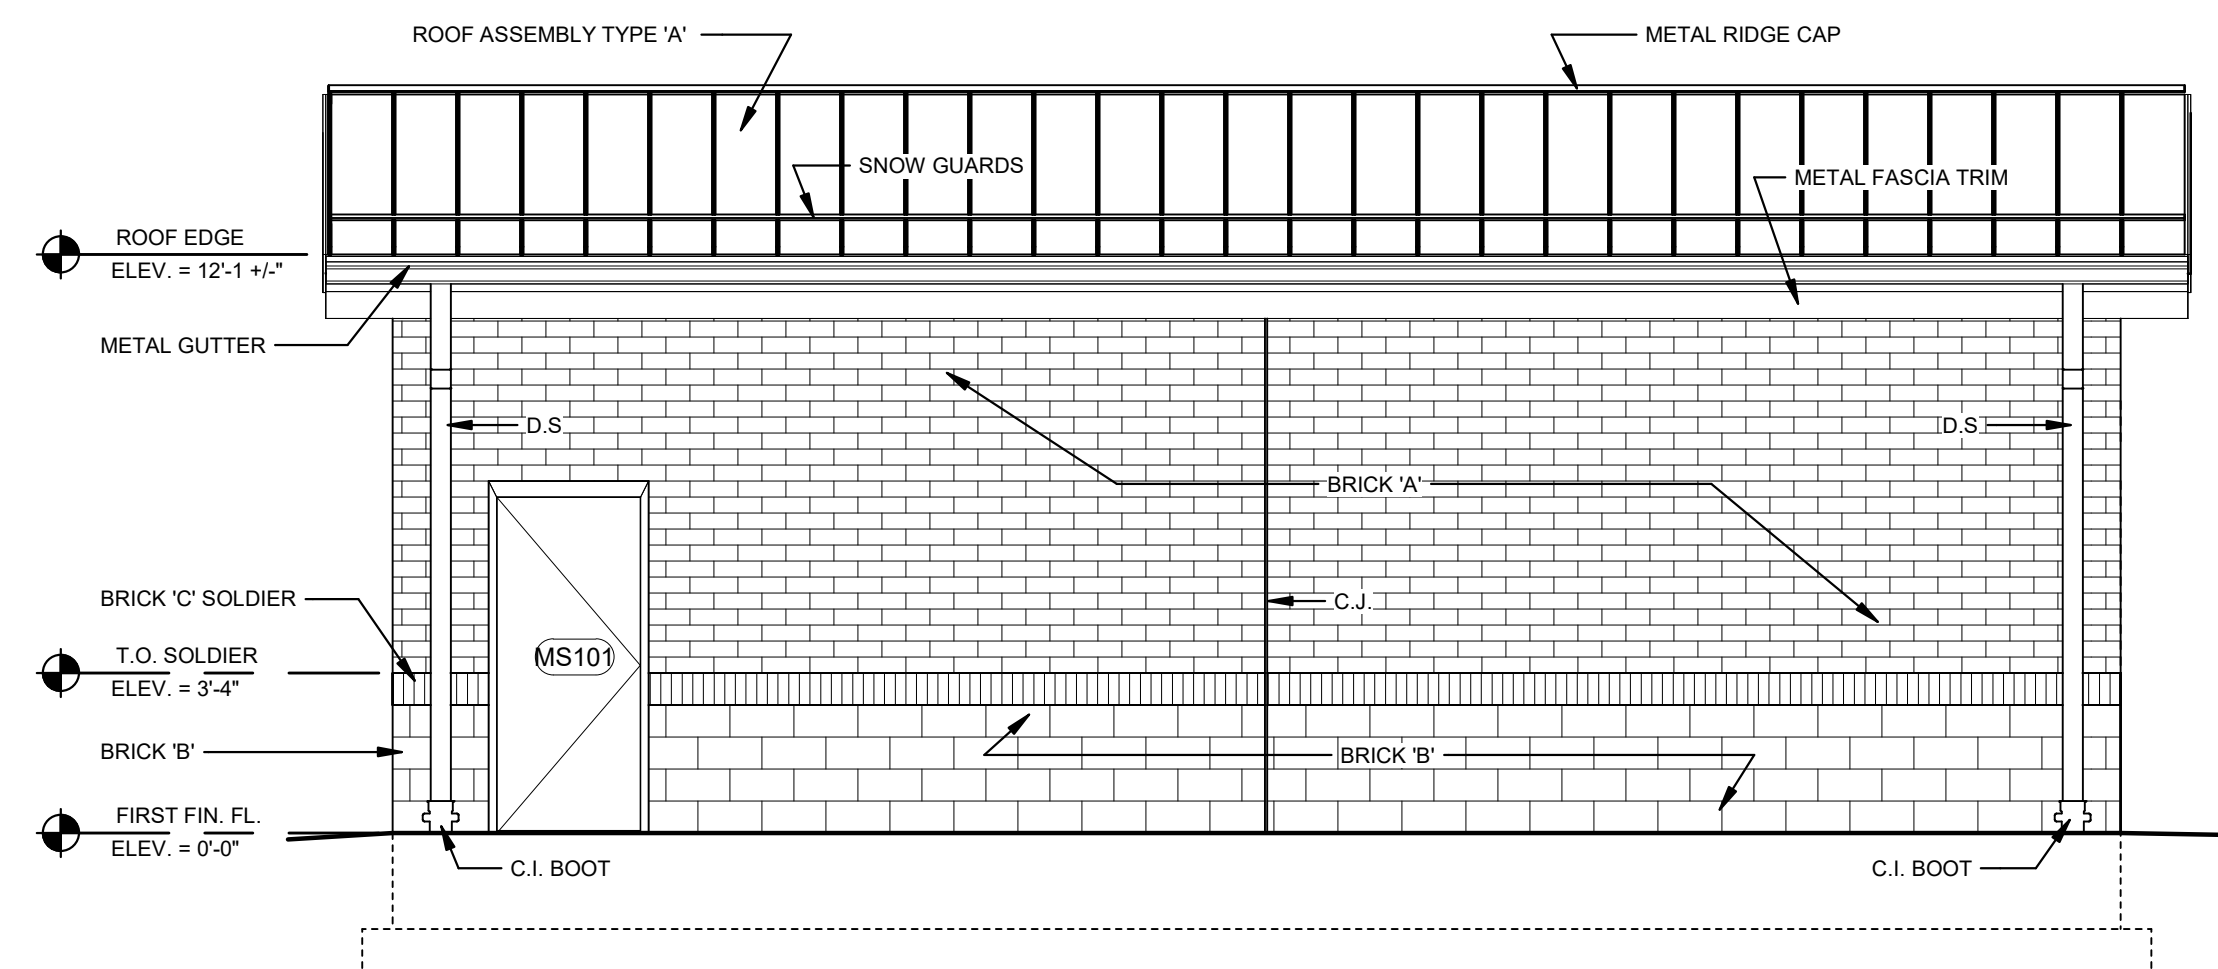 ROOF ASSEMBLY TYPE 'A'
METAL RIDGE CAP
SNOW GUARDS
METAL FASCIA TRIM
ROOF EDGE
ELEV. = 12'-1 +/-"
METAL GUTTER
D.S
D.S
BRICK 'A'
BRICK 'C' SOLDIER
C.J.
T.O. SOLDIER
ELEV. = 3'-4"
MS101
BRICK 'B'
BRICK 'B'
FIRST FIN. FL.
ELEV. = 0'-0"
C.I. BOOT
C.I. BOOT